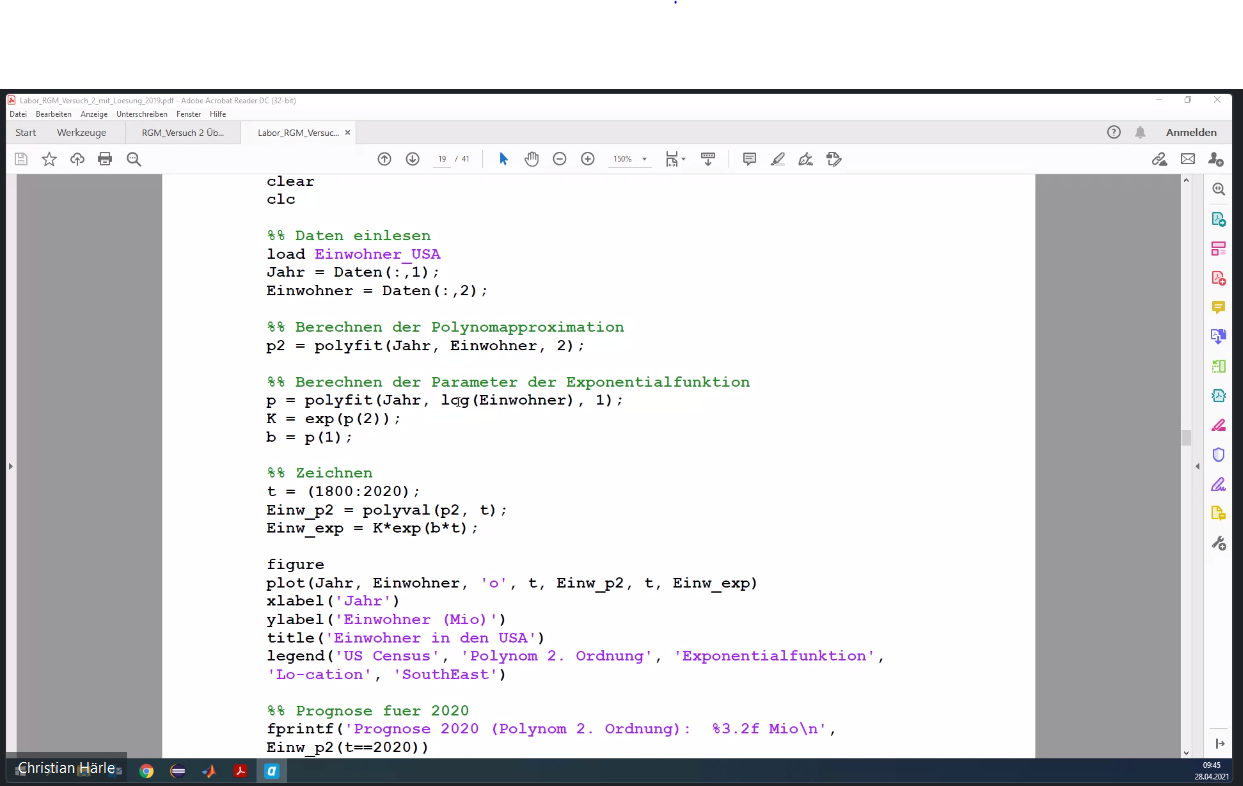 Labor_RGM_Versuch_2_mit_Loesung_2019.pdf - Adobe Acrobat Reader DC (32-bit)
Datei Bearbeiten Anzeige Unterschreiben Fenster Hilfe
Start Werkzeuge RGM_Versuch 2 Üb... Labor_RGM_Versuc... × Anmelden
19 / 41 150%
clear
clc
%% Daten einlesen
load Einwohner_USA
Jahr = Daten(:,1);
Einwohner = Daten(:,2);
%% Berechnen der Polynomapproximation
p2 = polyfit(Jahr, Einwohner, 2);
%% Berechnen der Parameter der Exponentialfunktion
p = polyfit(Jahr, log(Einwohner), 1);
K = exp(p(2));
b = p(1);
%% Zeichnen
t = (1800:2020);
Einw_p2 = polyval(p2, t);
Einw_exp = K*exp(b*t);
figure
plot(Jahr, Einwohner, 'o', t, Einw_p2, t, Einw_exp)
xlabel('Jahr')
ylabel('Einwohner (Mio)')
title('Einwohner in den USA')
legend('US Census', 'Polynom 2. Ordnung', 'Exponentialfunktion',
'Lo-cation', 'SouthEast')
%% Prognose fuer 2020
fprintf('Prognose 2020 (Polynom 2. Ordnung):  %3.2f Mio\n',
Einw_p2(t==2020))
Christian Härle
09:45
28.04.2021